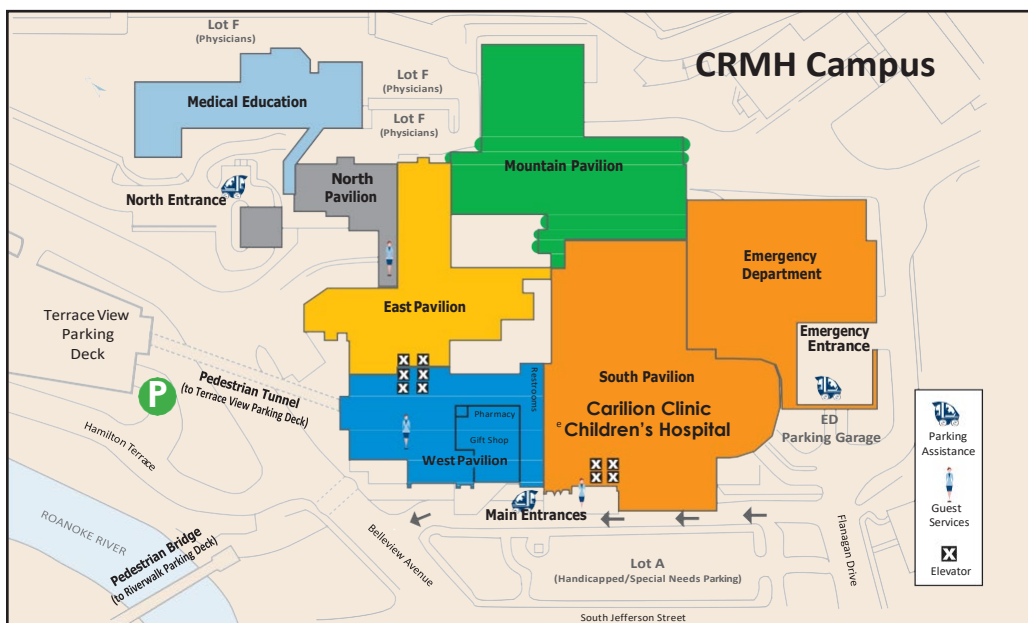 Lot F
(Physicians)
CRMH Campus
Lot F
(Physicians)
Medical Education
Lot F
(Physicians)
Mountain Pavilion
North
Pavilion
North Entrance
Emergency
Department
East Pavilion
Terrace View
Parking
Deck
Emergency
Entrance
Pedestrian Tunnel
(to Terrace View Parking Deck)
X X
X X
X X
Restrooms
South Pavilion
P
Carilion Clinic
e Children's Hospital
Pharmacy
Gift Shop
ED
Parking Garage
Parking
Assistance
Hamilton Terrace
West Pavilion
X X
X X
Guest
Services
Main Entrances
ROANOKE RIVER
Pedestrian Bridge
(to Riverwalk Parking Deck)
Belleview Avenue
Flanagan Drive
X
Elevator
Lot A
(Handicapped/Special Needs Parking)
South Jefferson Street